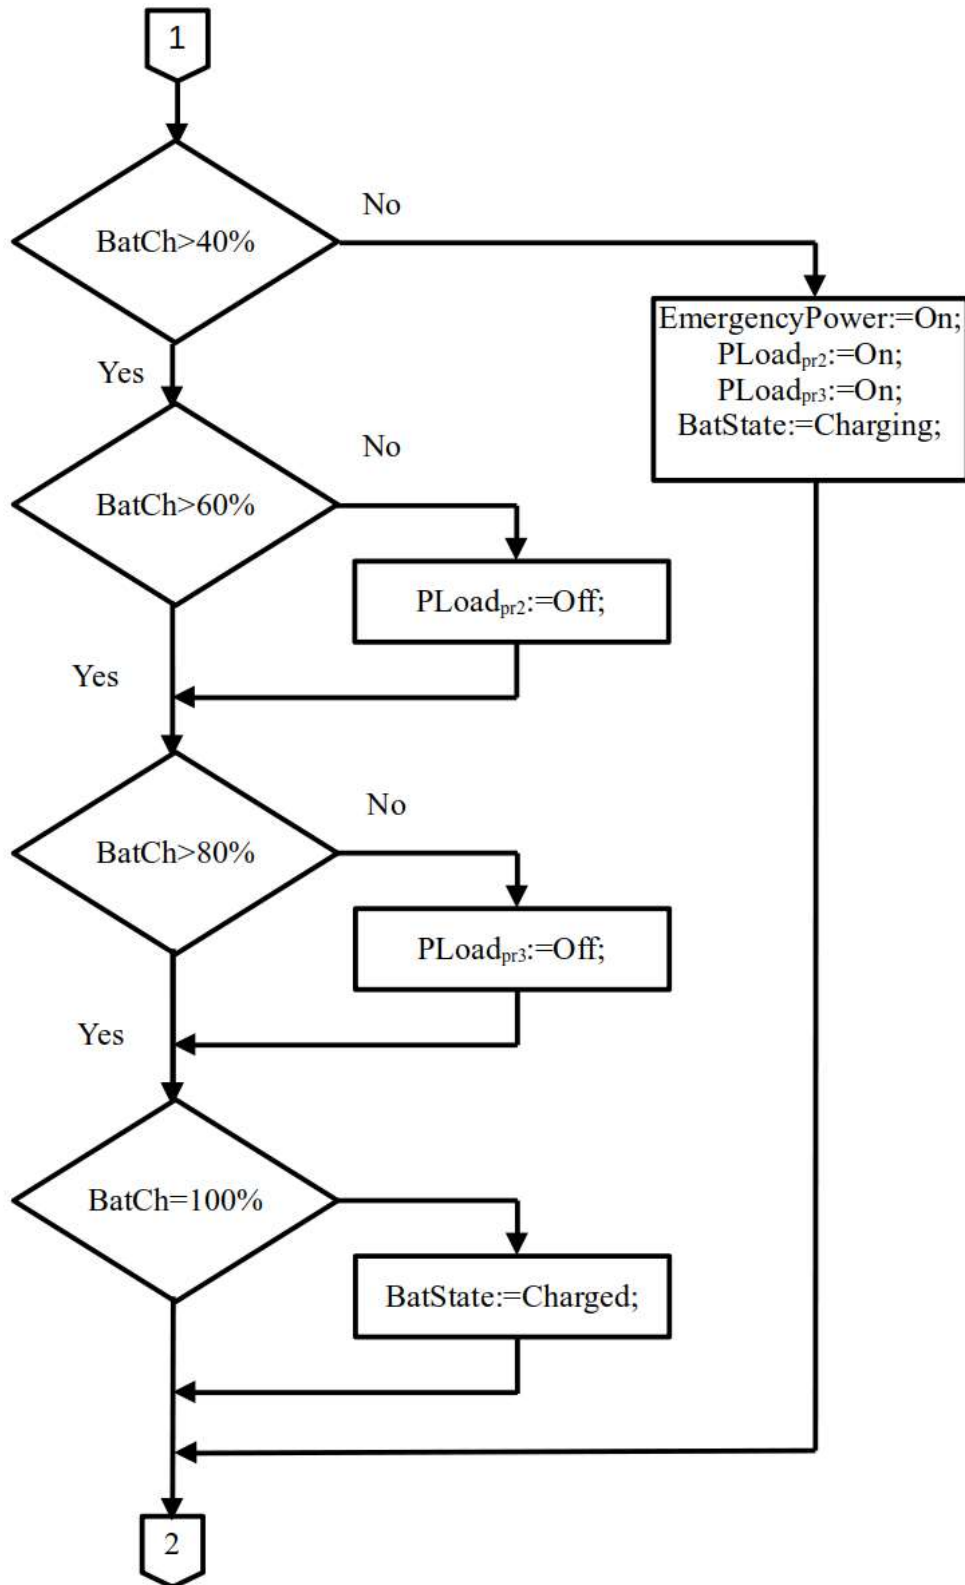 1
BatCh>40%
No
EmergencyPower:=On;
PLoadpr2:=On;
PLoadpr3:=On;
BatState:=Charging;
Yes
BatCh>60%
No
PLoadpr2:=Off;
Yes
BatCh>80%
No
PLoadpr3:=Off;
Yes
BatCh=100%
BatState:=Charged;
2